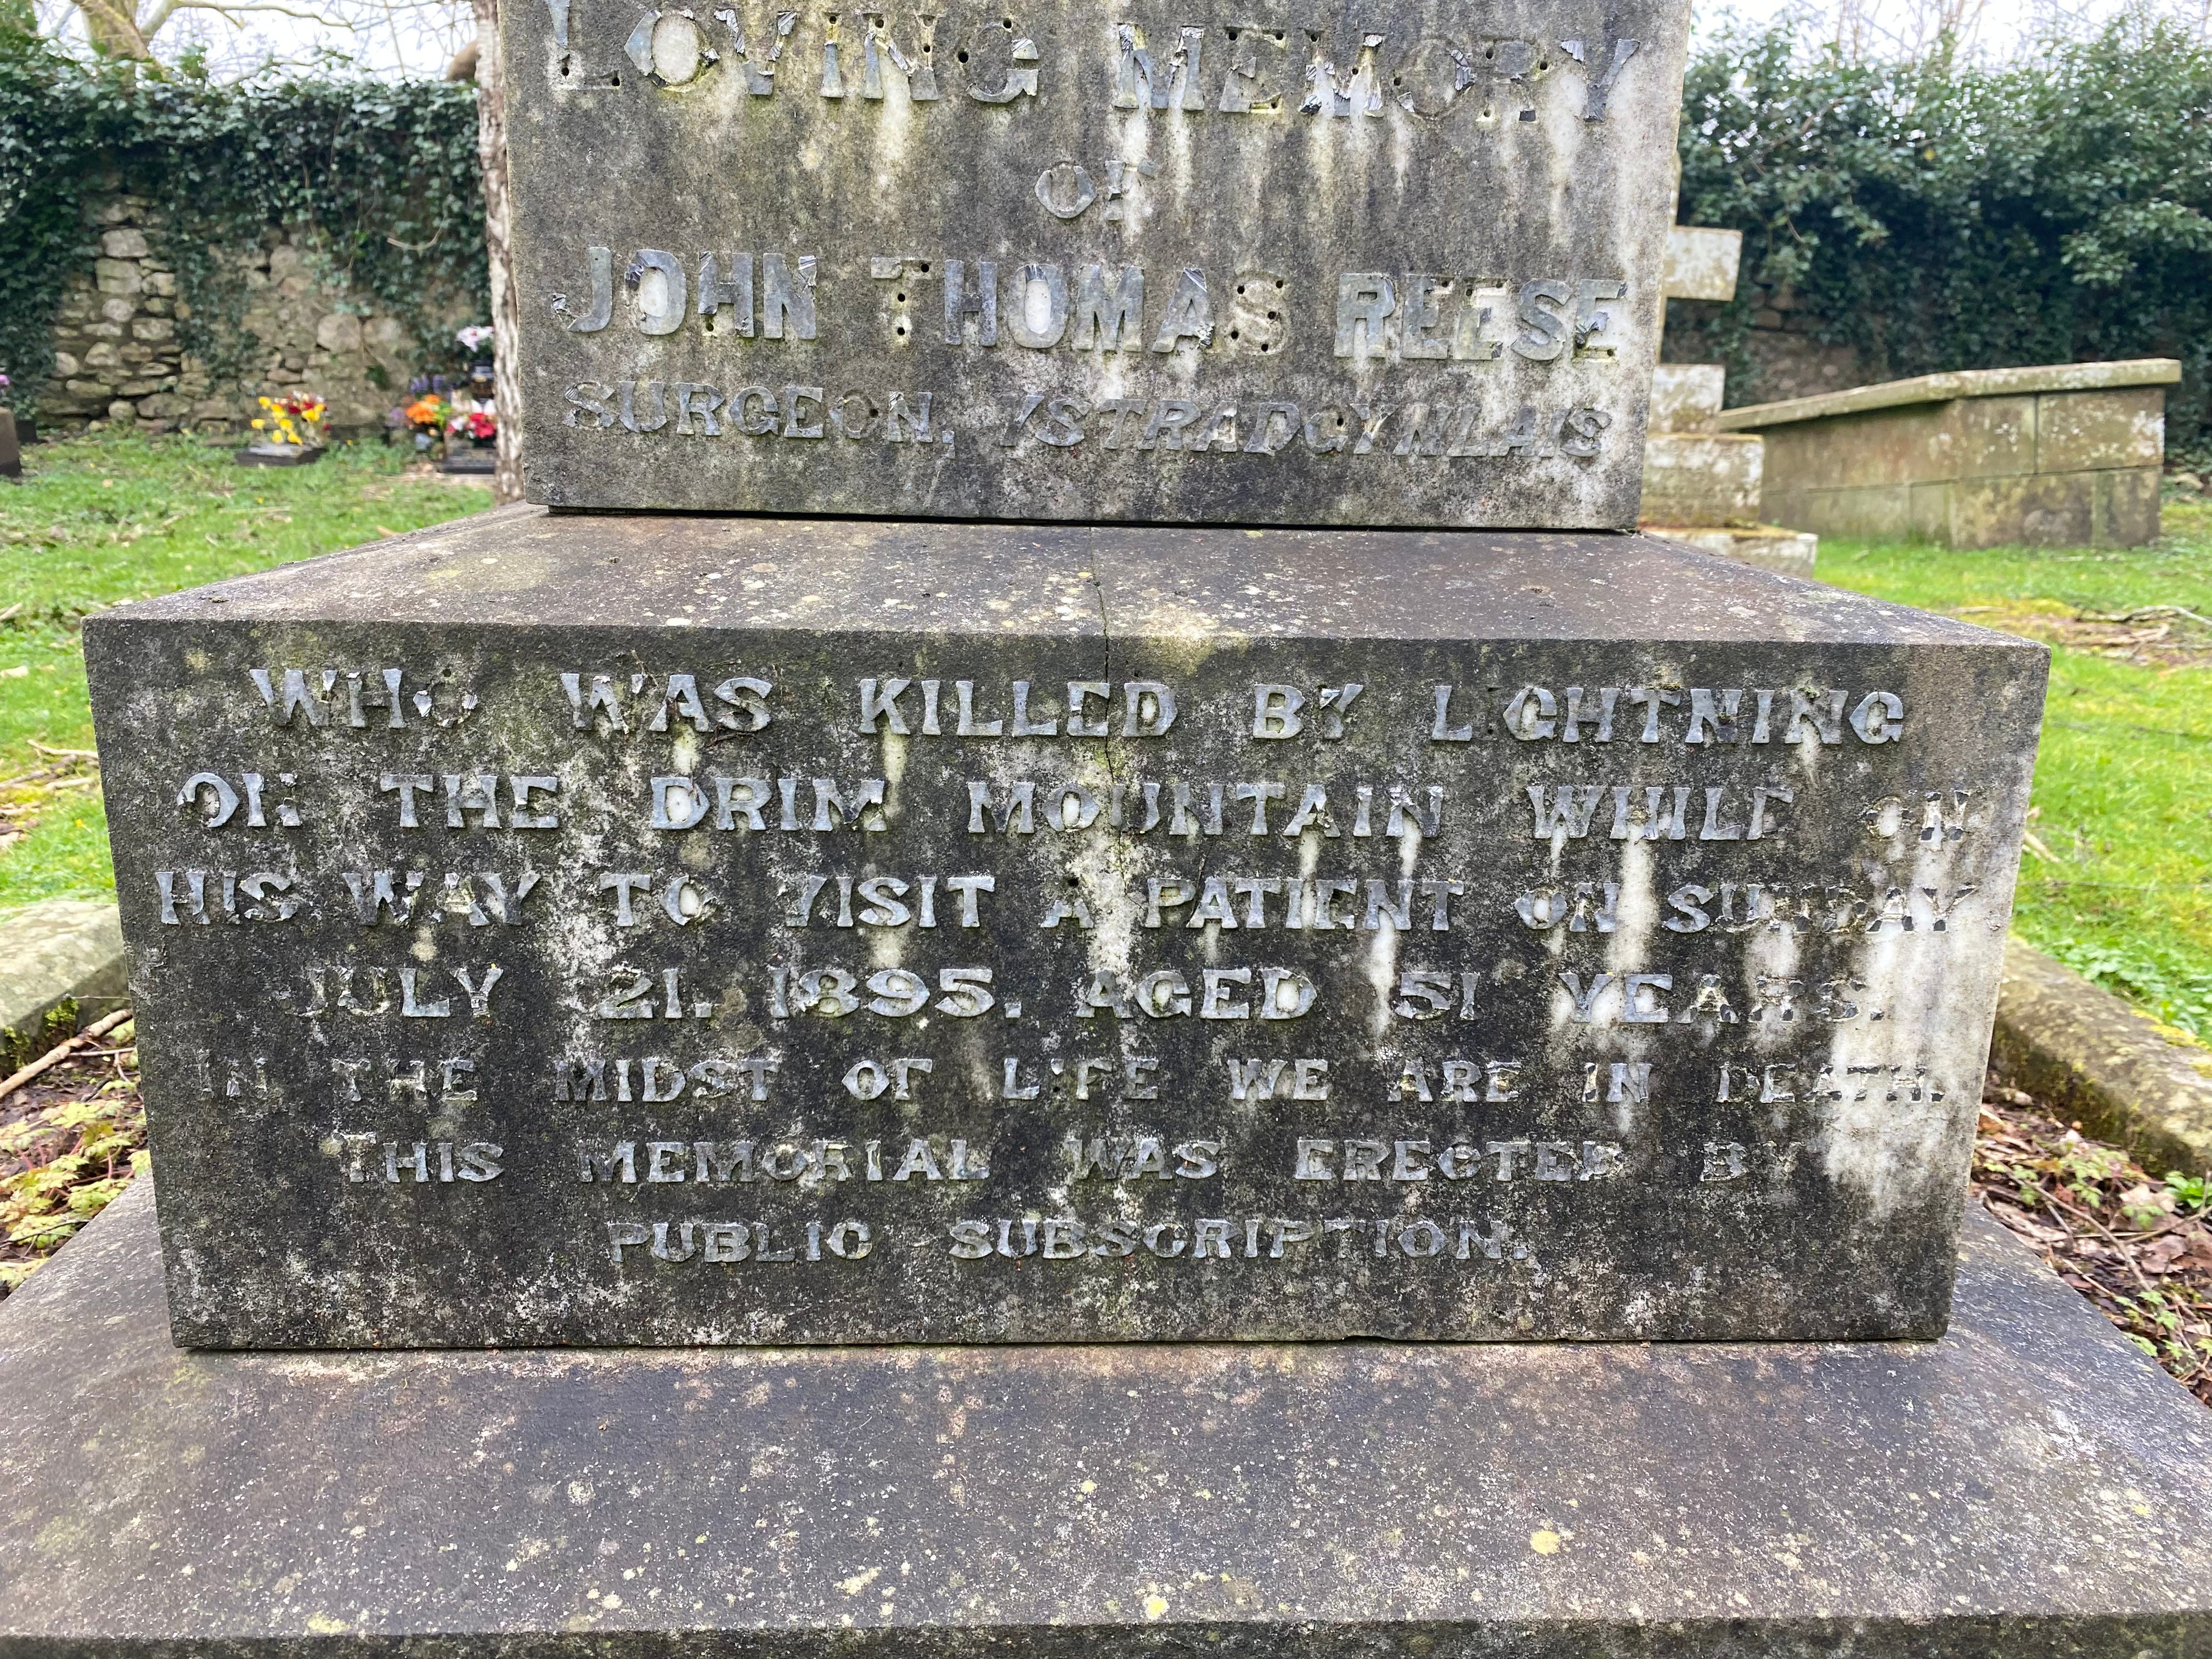 LOVING MEMORY
OF
JOHN THOMAS REESE
SURGEON, YSTRADGYNLAIS
WHO WAS KILLED BY LIGHTNING
ON THE DRIM MOUNTAIN WHILE ON
HIS WAY TO VISIT A PATIENT ON SUNDAY
JULY 21, 1895. AGED 51 YEARS.
IN THE MIDST OF LIFE WE ARE IN DEATH.
THIS MEMORIAL WAS ERECTED BY
PUBLIC SUBSCRIPTION.